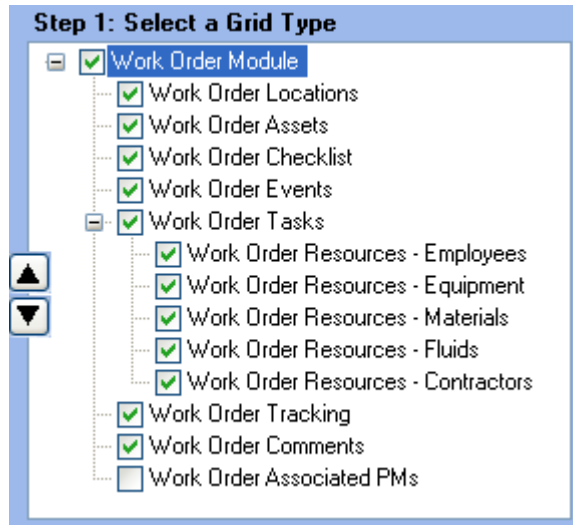 Step 1: Select a Grid Type
Work Order Module
Work Order Locations
Work Order Assets
Work Order Checklist
Work Order Events
Work Order Tasks
Work Order Resources - Employees
Work Order Resources - Equipment
Work Order Resources - Materials
Work Order Resources - Fluids
Work Order Resources - Contractors
Work Order Tracking
Work Order Comments
Work Order Associated PMs